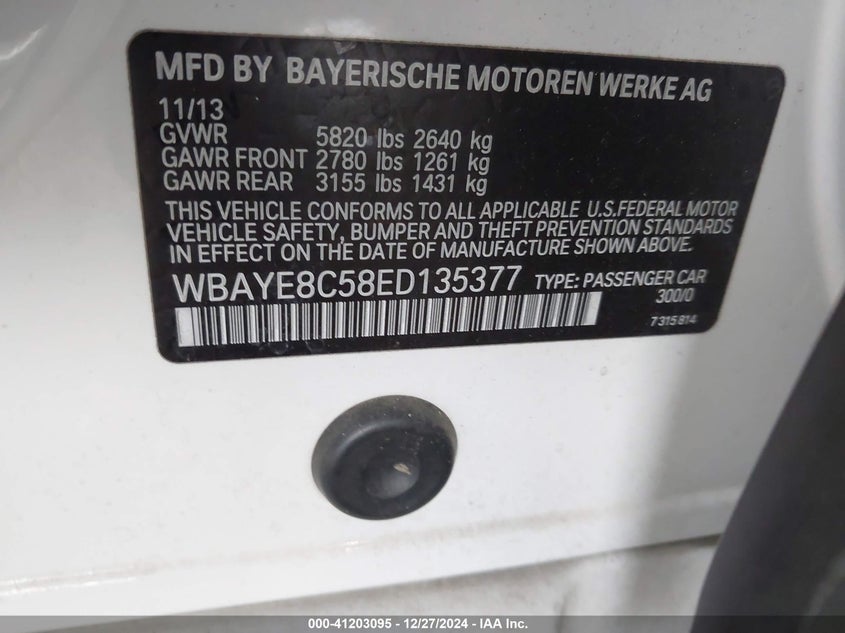 MFD BY BAYERISCHE MOTOREN WERKE AG
11/13
GVWR 5820 lbs 2640 kg
GAWR FRONT 2780 lbs 1261 kg
GAWR REAR 3155 lbs 1431 kg
THIS VEHICLE CONFORMS TO ALL APPLICABLE U.S.FEDERAL MOTOR
VEHICLE SAFETY, BUMPER AND THEFT PREVENTION STANDARDS
IN EFFECT ON THE DATE OF MANUFACTURE SHOWN ABOVE.
WBAYE8C58ED135377 TYPE: PASSENGER CAR
300/0
7315814
000-41203095 - 12/27/2024 - IAA Inc.